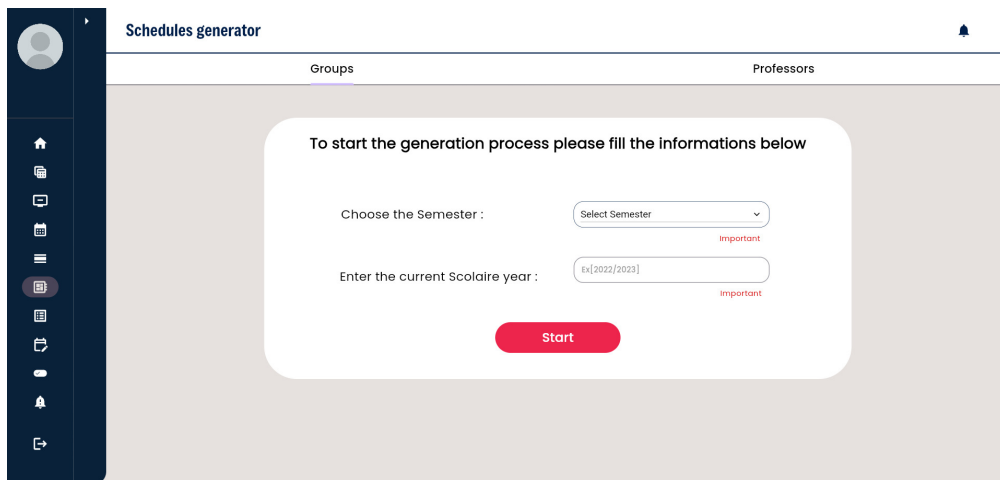 Schedules generator
Groups
Professors
To start the generation process please fill the informations below
Choose the Semester :
Select Semester
Important
Enter the current Scolaire year :
Ex[2022/2023]
Important
Start